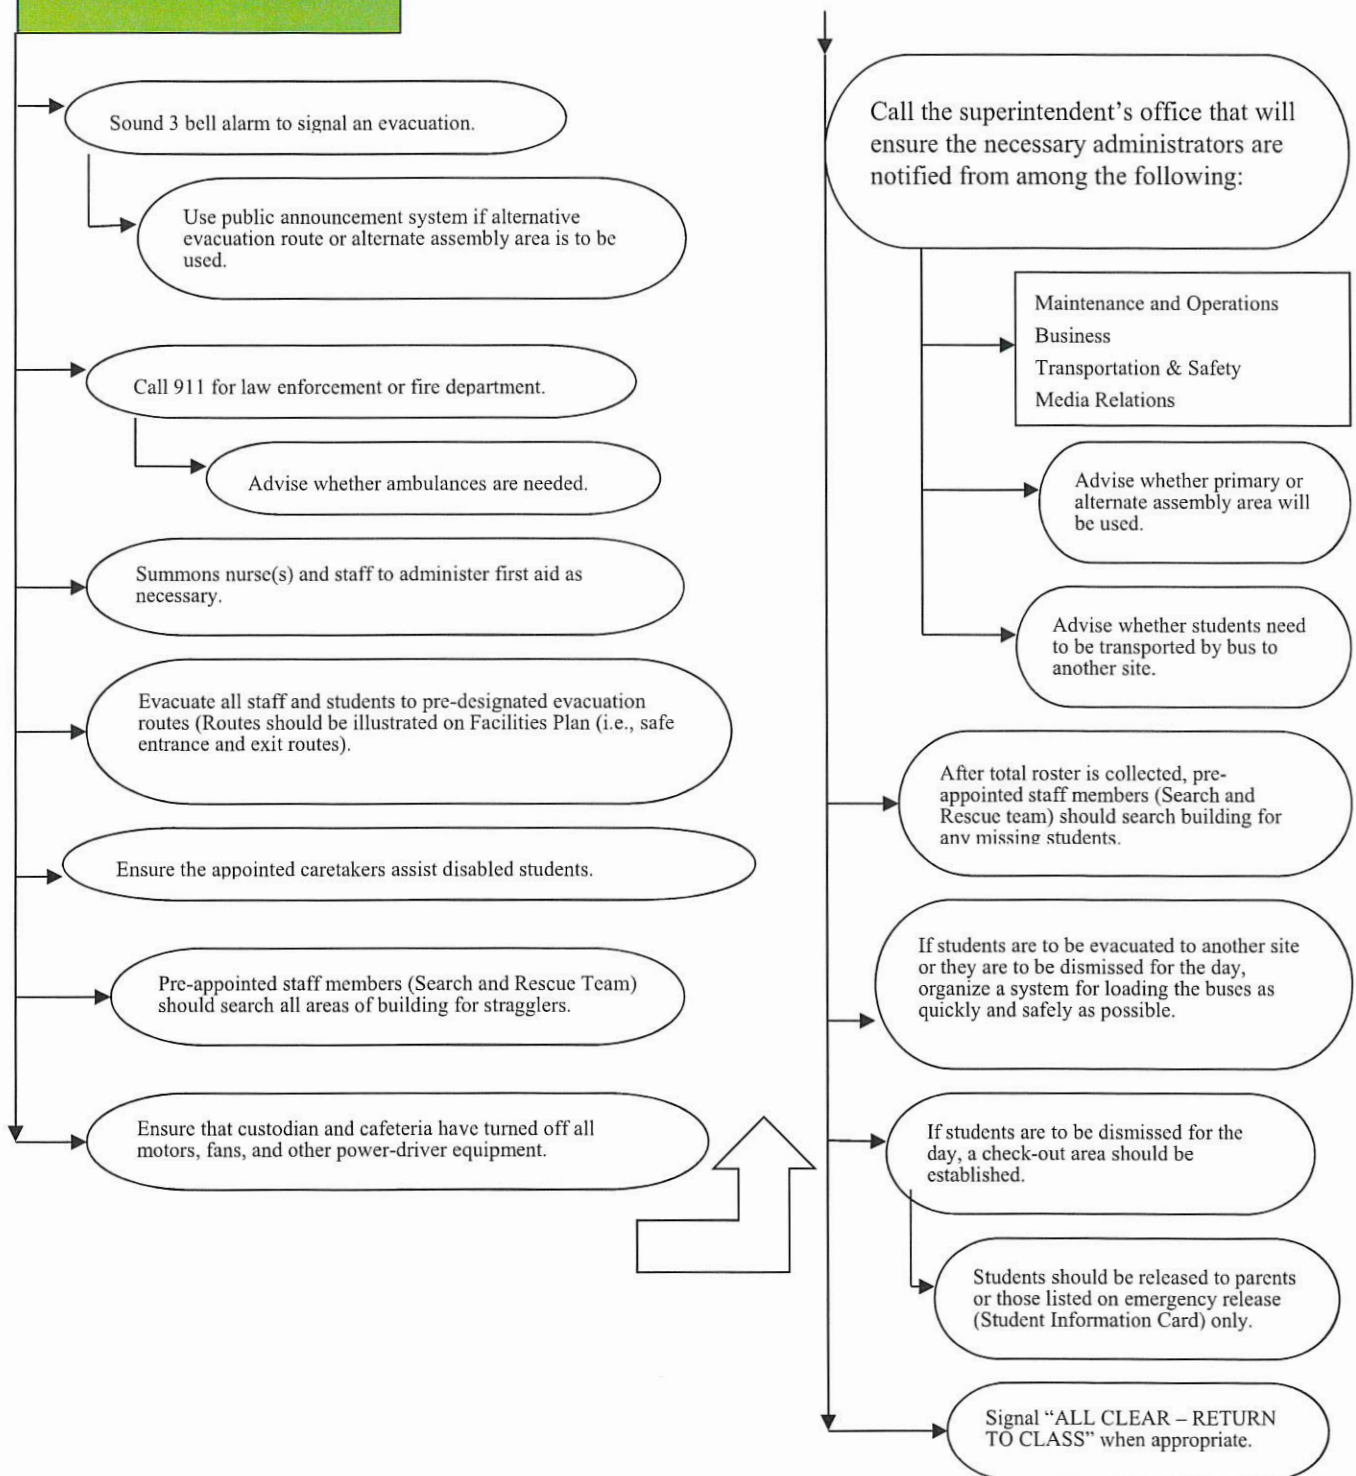 Sound 3 bell alarm to signal an evacuation.
Use public announcement system if alternative
evacuation route or alternate assembly area is to be
used.
Call 911 for law enforcement or fire department.
Advise whether ambulances are needed.
Summons nurse(s) and staff to administer first aid as
necessary.
Evacuate all staff and students to pre-designated evacuation
routes (Routes should be illustrated on Facilities Plan (i.e., safe
entrance and exit routes).
Ensure the appointed caretakers assist disabled students.
Pre-appointed staff members (Search and Rescue Team)
should search all areas of building for stragglers.
Ensure that custodian and cafeteria have turned off all
motors, fans, and other power-driver equipment.
Call the superintendent's office that will
ensure the necessary administrators are
notified from among the following:
Maintenance and Operations
Business
Transportation & Safety
Media Relations
Advise whether primary or
alternate assembly area will
be used.
Advise whether students need
to be transported by bus to
another site.
After total roster is collected, pre-
appointed staff members (Search and
Rescue team) should search building for
any missing students.
If students are to be evacuated to another site
or they are to be dismissed for the day,
organize a system for loading the buses as
quickly and safely as possible.
If students are to be dismissed for the
day, a check-out area should be
established.
Students should be released to parents
or those listed on emergency release
(Student Information Card) only.
Signal "ALL CLEAR – RETURN
TO CLASS" when appropriate.